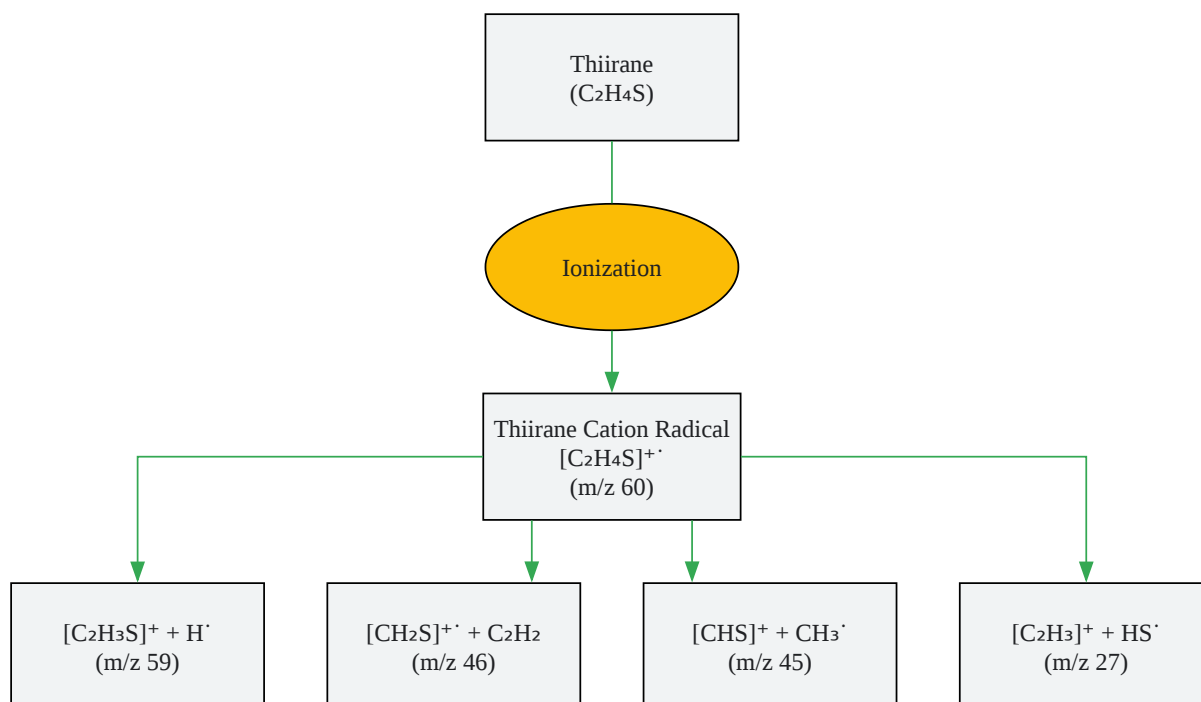 Thiirane
(C₂H₄S)
Ionization
Thiirane Cation Radical
[C₂H₄S]⁺˙
(m/z 60)
[C₂H₃S]⁺ + H˙
(m/z 59)
[CH₂S]⁺˙ + C₂H₂
(m/z 46)
[CHS]⁺ + CH₃˙
(m/z 45)
[C₂H₃]⁺ + HS˙
(m/z 27)